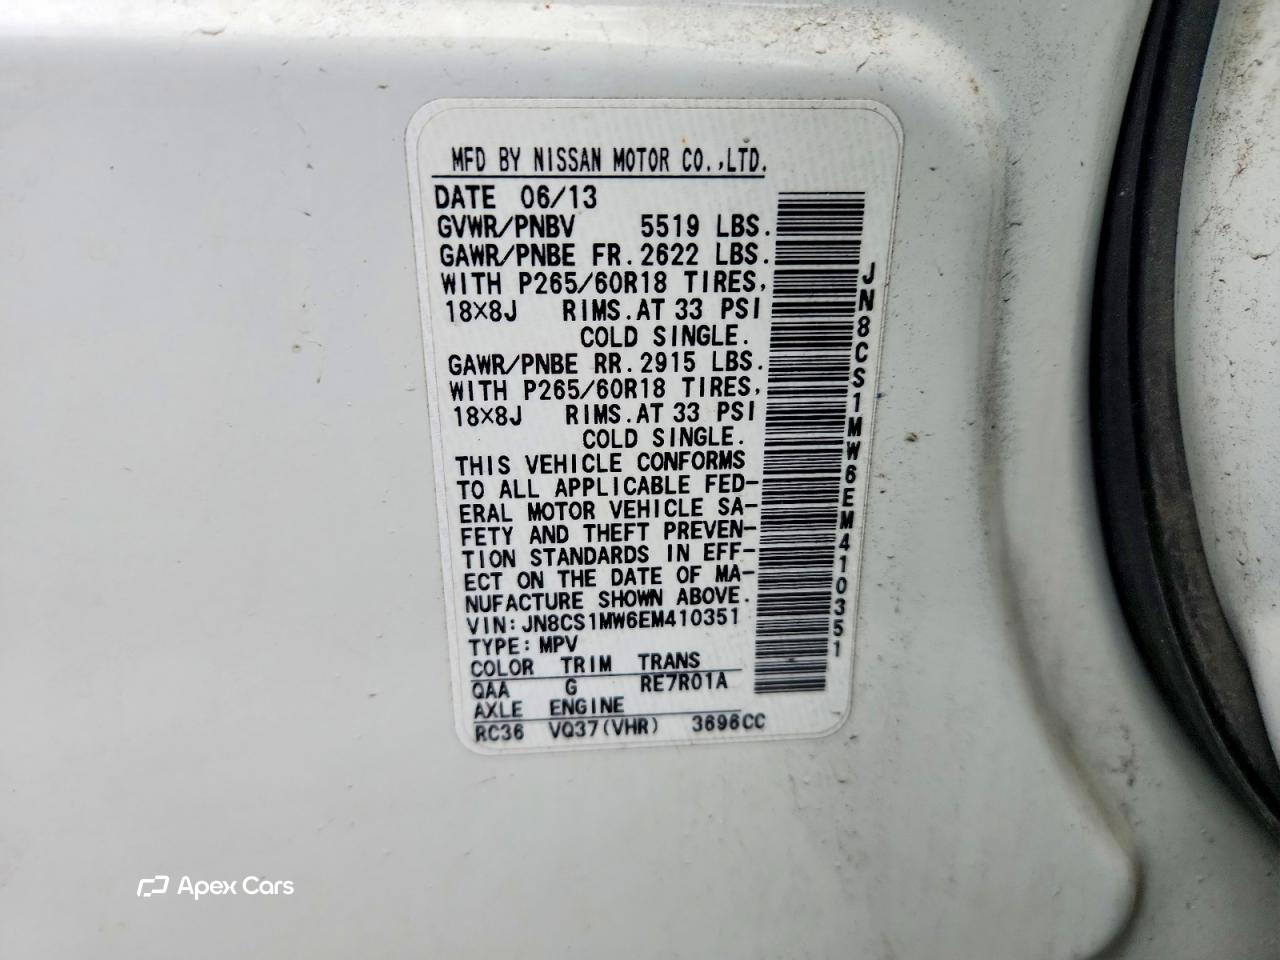 MFD BY NISSAN MOTOR CO.,LTD.
DATE 06/13
GVWR/PNBV 5519 LBS.
GAWR/PNBE FR.2622 LBS.
WITH P265/60R18 TIRES,
18×8J RIMS.AT 33 PSI
COLD SINGLE.
GAWR/PNBE RR.2915 LBS.
WITH P265/60R18 TIRES,
18×8J RIMS.AT 33 PSI
COLD SINGLE.
THIS VEHICLE CONFORMS
TO ALL APPLICABLE FED-
ERAL MOTOR VEHICLE SA-
FETY AND THEFT PREVEN-
TION STANDARDS IN EFF-
ECT ON THE DATE OF MA-
NUFACTURE SHOWN ABOVE.
VIN:JN8CS1MW6EM410351
TYPE:MPV
COLOR TRIM TRANS
QAA G RE7R01A
AXLE ENGINE
RC36 VQ37(VHR) 3696CC
JN8CS1MW6EM410351
Apex Cars